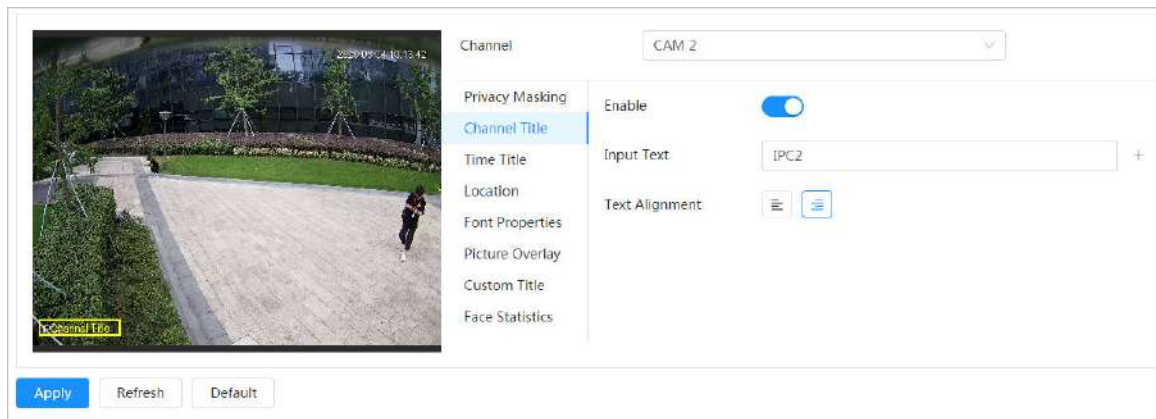 Channel
CAM 2
Privacy Masking
Channel Title
Time Title
Location
Font Properties
Picture Overlay
Custom Title
Face Statistics
Enable
Input Text
IPC2
+
Text Alignment
Channel Title
Apply
Refresh
Default